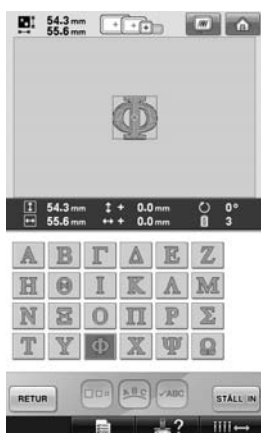 54.3 mm
55.6 mm
Φ
54.3 mm + 0.0 mm 0°
55.6 mm + 0.0 mm 3
Α Β Γ Δ Ε Ζ
Η Θ Ι Κ Λ Μ
Ν Ξ Ο Π Ρ Σ
Τ Υ Φ Χ Ψ Ω
RETUR ABC ABC STÄLL IN
?